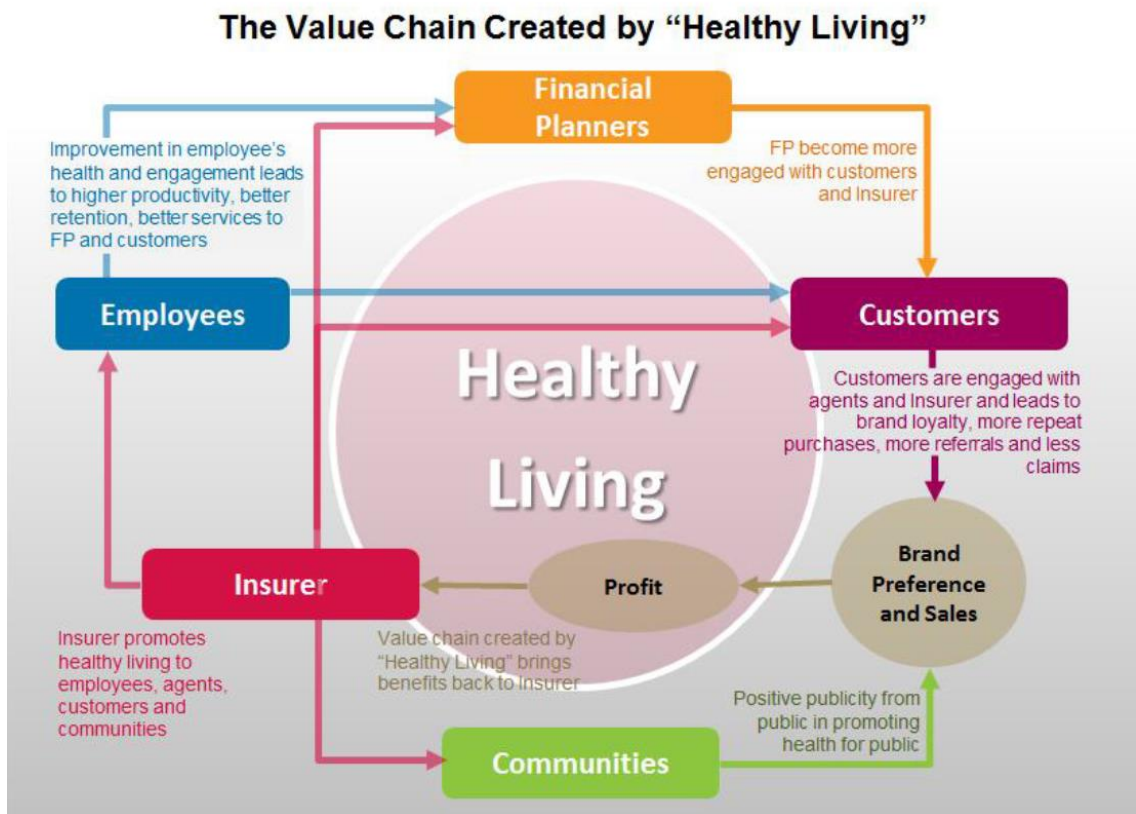 The Value Chain Created by “Healthy Living”
Financial
Planners
Improvement in employee’s
health and engagement leads
to higher productivity, better
retention, better services to
FP and customers
FP become more
engaged with customers
and Insurer
Employees
Customers
Healthy
Living
Customers are engaged with
agents and Insurer and leads to
brand loyalty, more repeat
purchases, more referrals and less
claims
Insurer
Profit
Brand
Preference
and Sales
Insurer promotes
healthy living to
employees, agents,
customers and
communities
Value chain created by
“Healthy Living” brings
benefits back to Insurer
Positive publicity from
public in promoting
health for public
Communities